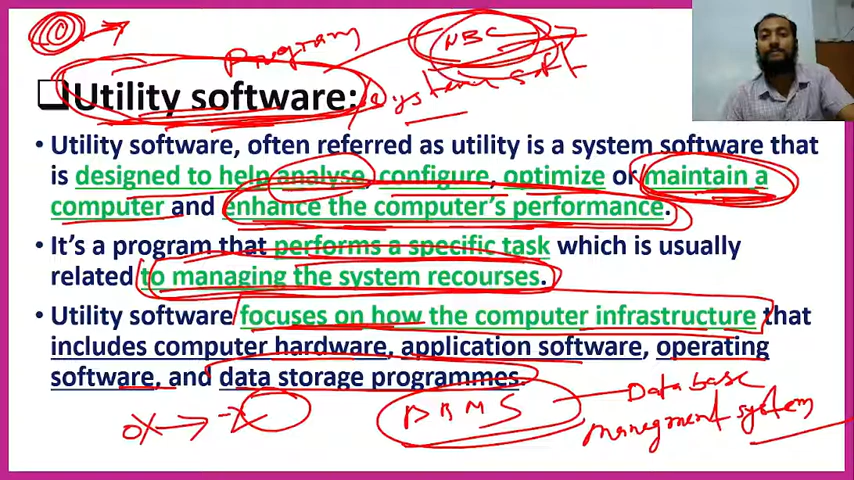 Program
NBC
System soft
Utility software:
• Utility software, often referred as utility is a system software that
is designed to help analyse, configure, optimize or maintain a
computer and enhance the computer's performance.
• It's a program that performs a specific task which is usually
related to managing the system recourses.
• Utility software focuses on how the computer infrastructure that
includes computer hardware, application software, operating
software, and data storage programmes.
DBMS
Data base
manegment system